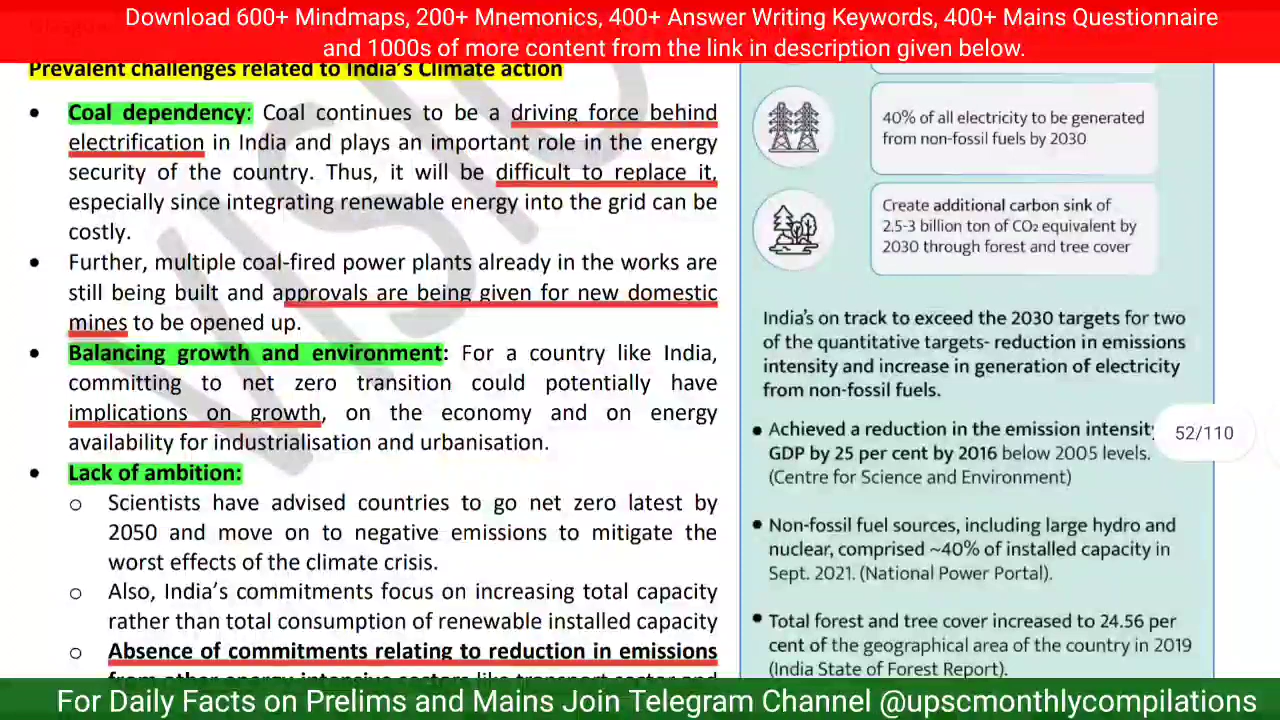 Download 600+ Mindmaps, 200+ Mnemonics, 400+ Answer Writing Keywords, 400+ Mains Questionnaire
and 1000s of more content from the link in description given below.
Prevalent challenges related to India's Climate action
• Coal dependency: Coal continues to be a driving force behind
electrification in India and plays an important role in the energy
security of the country. Thus, it will be difficult to replace it,
especially since integrating renewable energy into the grid can be
costly.
• Further, multiple coal-fired power plants already in the works are
still being built and approvals are being given for new domestic
mines to be opened up.
• Balancing growth and environment: For a country like India,
committing to net zero transition could potentially have
implications on growth, on the economy and on energy
availability for industrialisation and urbanisation.
• Lack of ambition:
o Scientists have advised countries to go net zero latest by
2050 and move on to negative emissions to mitigate the
worst effects of the climate crisis.
o Also, India's commitments focus on increasing total capacity
rather than total consumption of renewable installed capacity
o Absence of commitments relating to reduction in emissions
from other energy intensive sectors like transport sector and
40% of all electricity to be generated
from non-fossil fuels by 2030
Create additional carbon sink of
2.5-3 billion ton of CO₂ equivalent by
2030 through forest and tree cover
India's on track to exceed the 2030 targets for two
of the quantitative targets- reduction in emissions
intensity and increase in generation of electricity
from non-fossil fuels.
• Achieved a reduction in the emission intensity
GDP by 25 per cent by 2016 below 2005 levels.
(Centre for Science and Environment)
52/110
• Non-fossil fuel sources, including large hydro and
nuclear, comprised ~40% of installed capacity in
Sept. 2021. (National Power Portal).
• Total forest and tree cover increased to 24.56 per
cent of the geographical area of the country in 2019
(India State of Forest Report).
For Daily Facts on Prelims and Mains Join Telegram Channel @upscmonthlycompilations